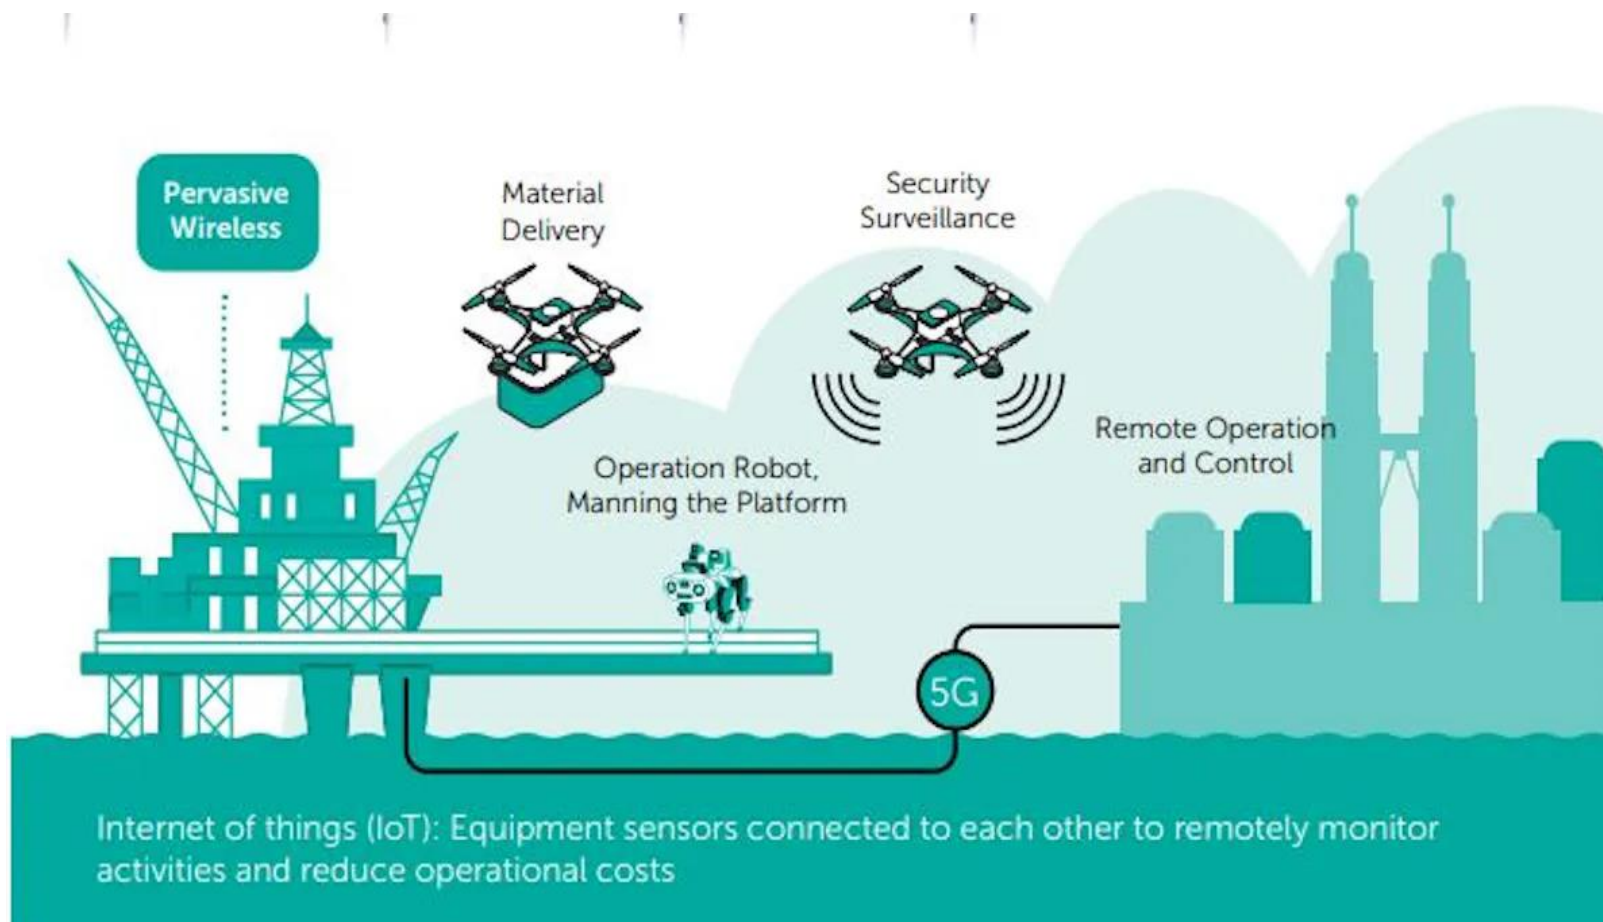 Pervasive
Wireless
Material
Delivery
Security
Surveillance
Remote Operation
and Control
Operation Robot,
Manning the Platform
5G
Internet of things (IoT): Equipment sensors connected to each other to remotely monitor
activities and reduce operational costs